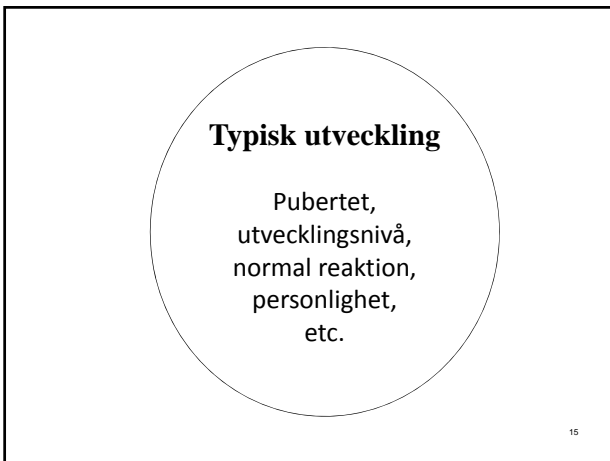 Typisk utveckling
Pubertet,
utvecklingsnivå,
normal reaktion,
personlighet,
etc.
15